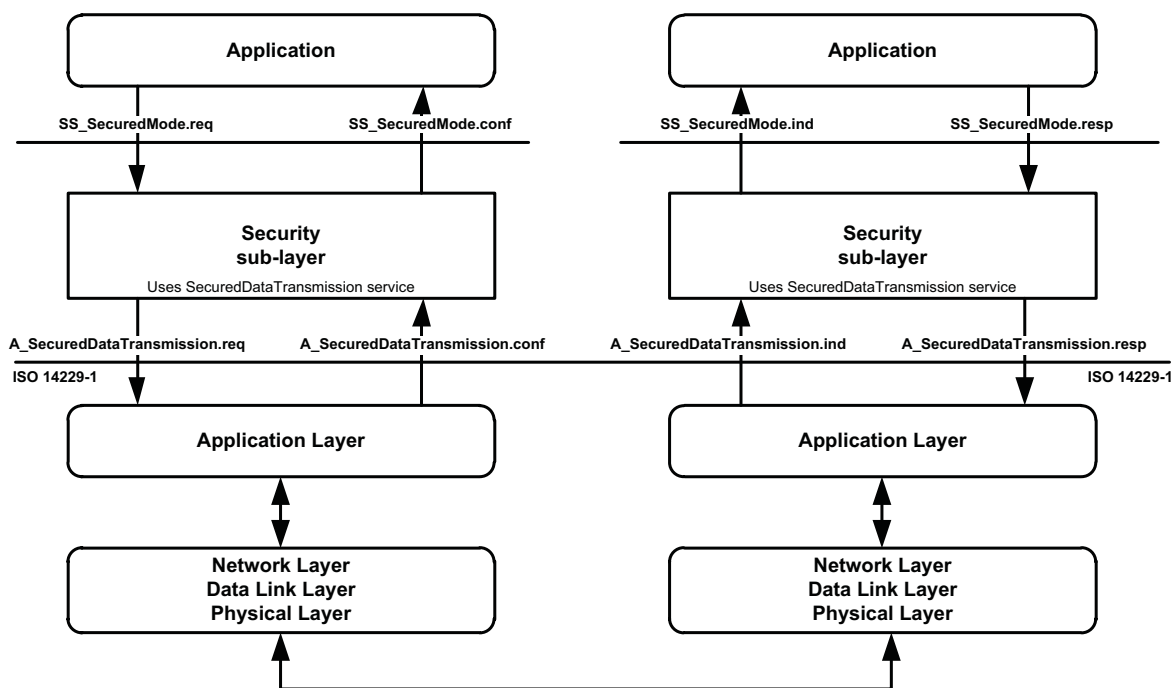 Application
Application
SS_SecuredMode.req
SS_SecuredMode.conf
SS_SecuredMode.ind
SS_SecuredMode.resp
Security
sub-layer
Uses SecuredDataTransmission service
Security
sub-layer
Uses SecuredDataTransmission service
A_SecuredDataTransmission.req
A_SecuredDataTransmission.conf
A_SecuredDataTransmission.ind
A_SecuredDataTransmission.resp
ISO 14229-1
ISO 14229-1
Application Layer
Application Layer
Network Layer
Data Link Layer
Physical Layer
Network Layer
Data Link Layer
Physical Layer